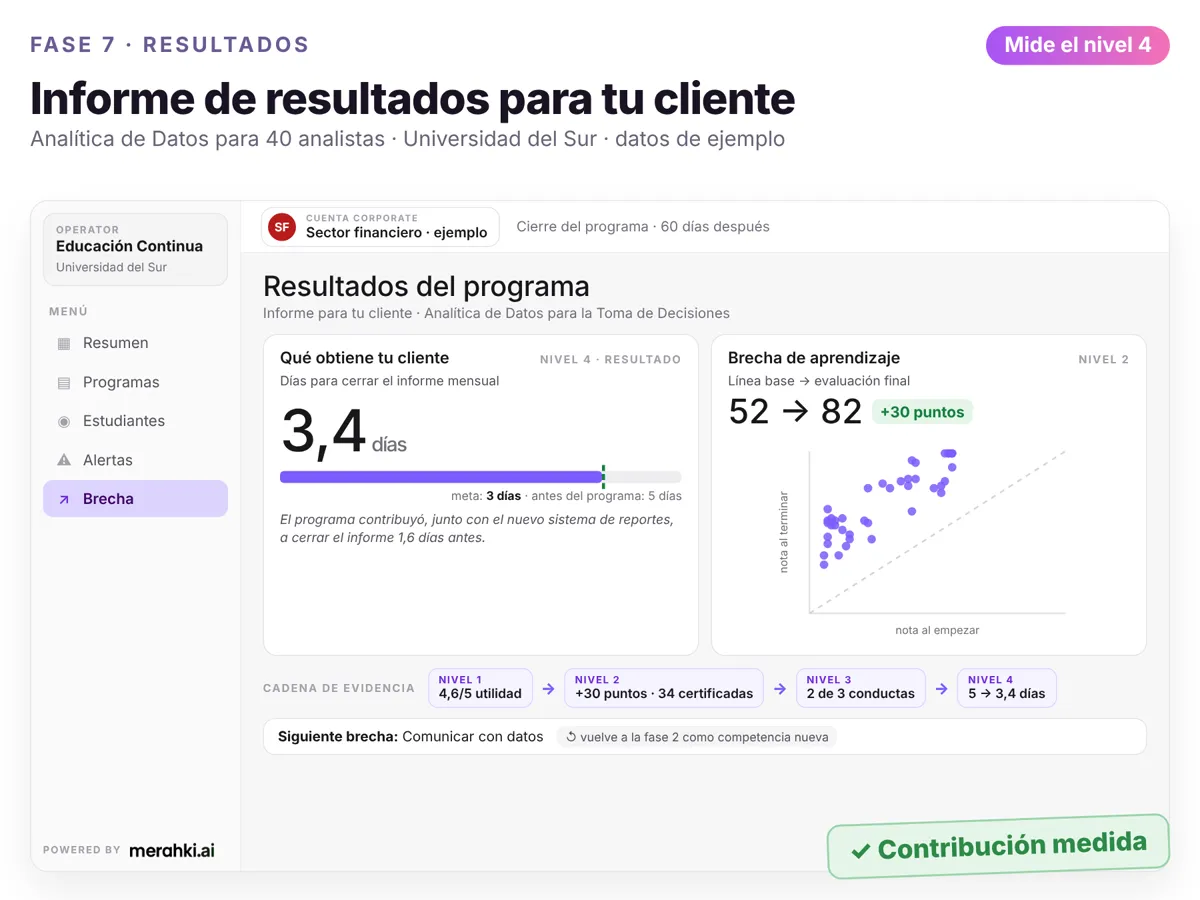 FASE 7 · RESULTADOS
Mide el nivel 4
Informe de resultados para tu cliente
Analítica de Datos para 40 analistas · Universidad del Sur · datos de ejemplo
OPERATOR
Educación Continua
Universidad del Sur
MENÚ
Resumen
Programas
Estudiantes
Alertas
Brecha
POWERED BY merahki.ai
SF
CUENTA CORPORATE
Sector financiero · ejemplo
Cierre del programa · 60 días después
Resultados del programa
Informe para tu cliente · Analítica de Datos para la Toma de Decisiones
Qué obtiene tu cliente
NIVEL 4 · RESULTADO
Días para cerrar el informe mensual
3,4 días
meta: 3 días · antes del programa: 5 días
El programa contribuyó, junto con el nuevo sistema de reportes,
a cerrar el informe 1,6 días antes.
Brecha de aprendizaje
NIVEL 2
Línea base → evaluación final
52 → 82 +30 puntos
nota al terminar
nota al empezar
CADENA DE EVIDENCIA
NIVEL 1
4,6/5 utilidad
→
NIVEL 2
+30 puntos · 34 certificadas
→
NIVEL 3
2 de 3 conductas
→
NIVEL 4
5 → 3,4 días
Siguiente brecha: Comunicar con datos
↺ vuelve a la fase 2 como competencia nueva
✓ Contribución medida